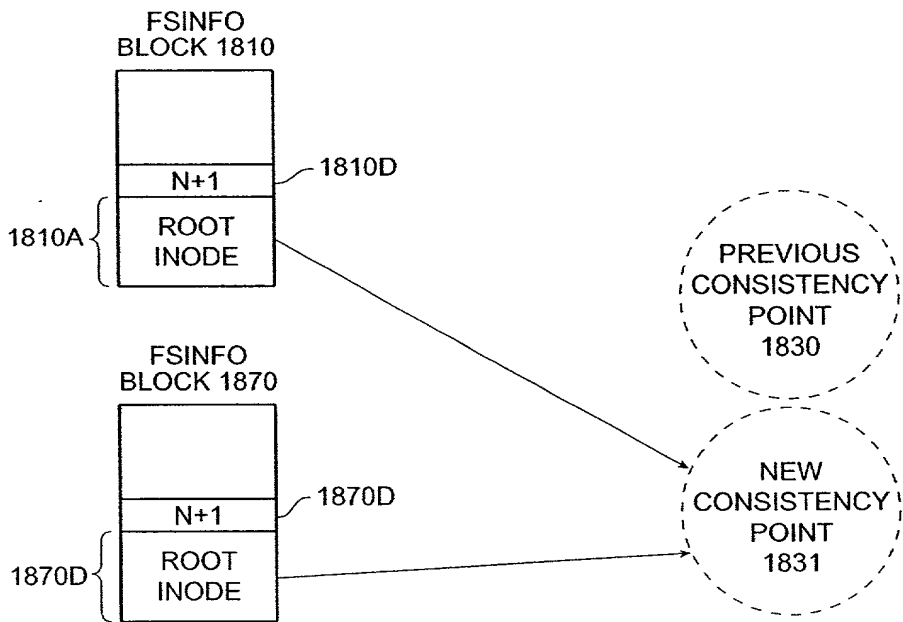 FSINFO
BLOCK 1810
N+1
1810D
1810A
ROOT
INODE
PREVIOUS
CONSISTENCY
POINT
1830
FSINFO
BLOCK 1870
N+1
1870D
1870D
ROOT
INODE
NEW
CONSISTENCY
POINT
1831